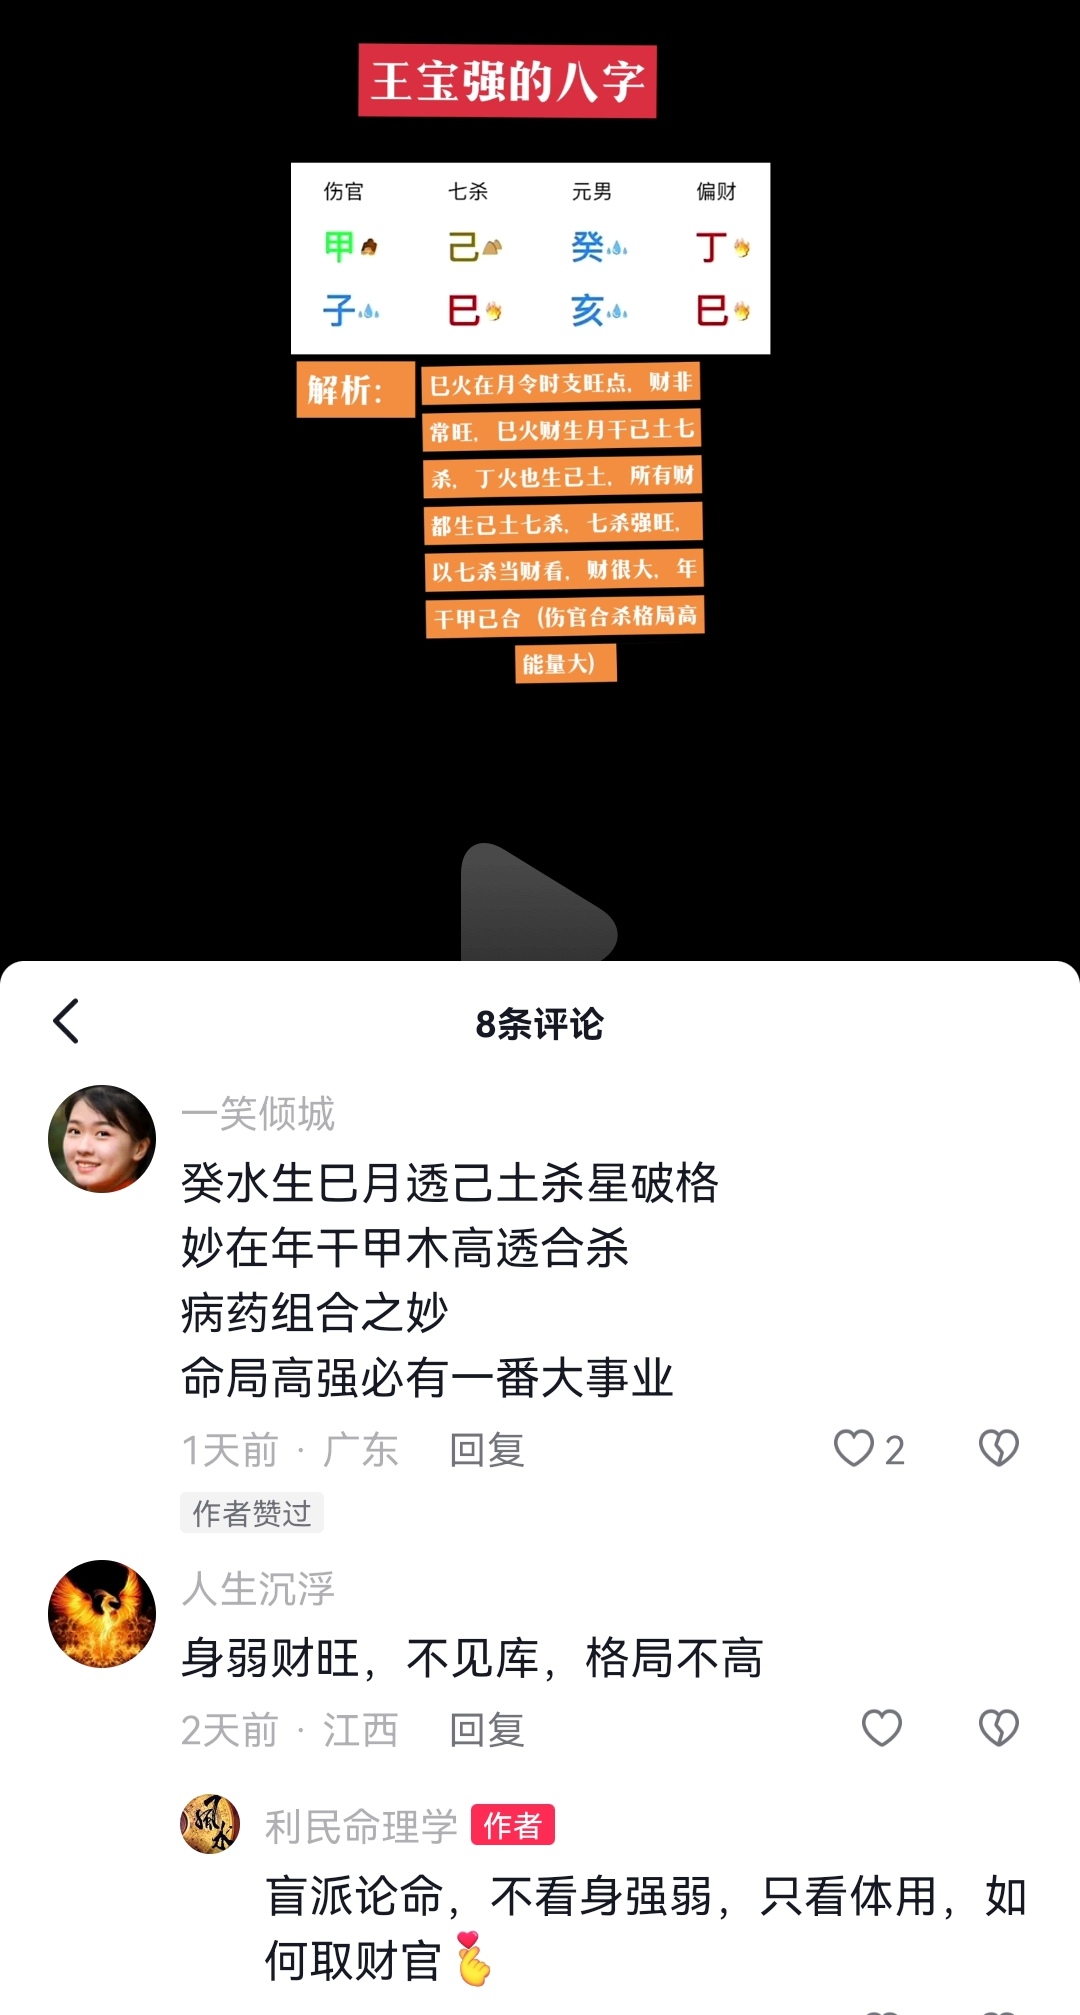 王宝强的八字
伤官 七杀 元男 偏财
甲 己 癸 丁
子 巳 亥 巳
解析：
巳火在月令时支旺点，财非
常旺，巳火财生月干己土七
杀，丁火也生己土，所有财
都生己土七杀，七杀强旺，
以七杀当财看，财很大，年
干甲己合（伤官合杀格局高
能量大）
8条评论
一笑倾城
癸水生巳月透己土杀星破格
妙在年干甲木高透合杀
病药组合之妙
命局高强必有一番大事业
1天前 · 广东 回复 2
作者赞过
人生沉浮
身弱财旺，不见库，格局不高
2天前 · 江西 回复
利民命理学 作者
盲派论命，不看身强弱，只看体用，如
何取财官